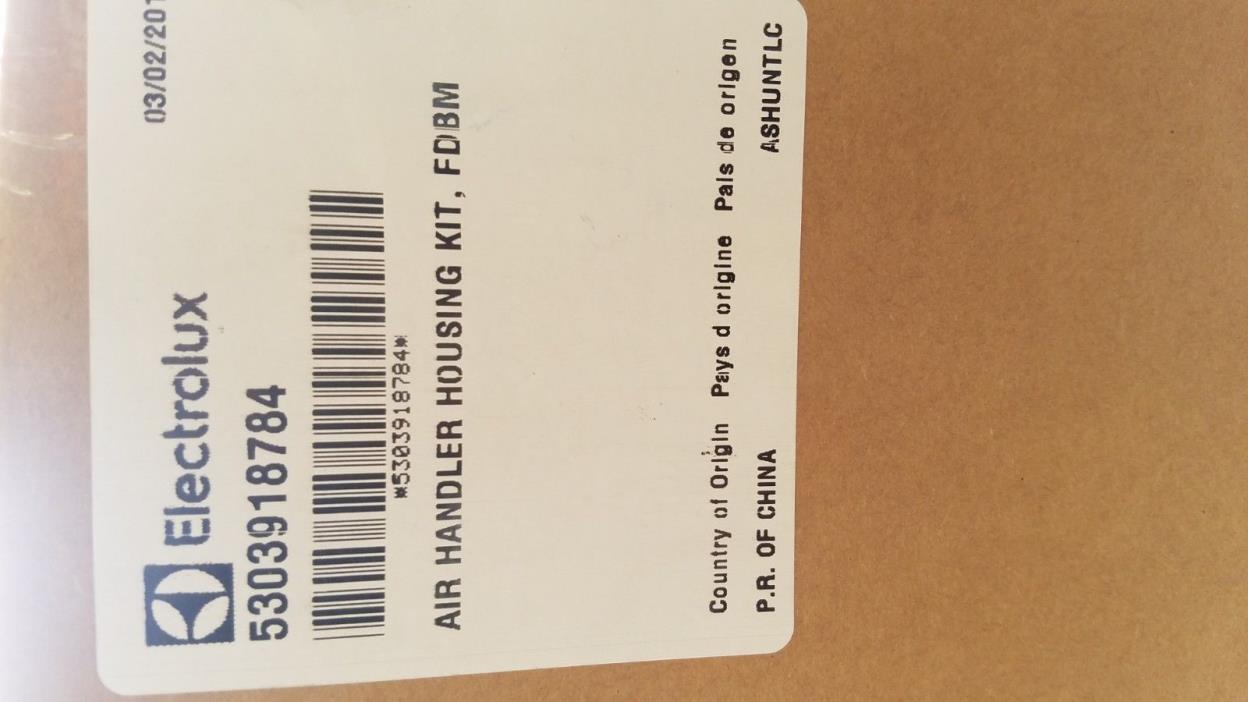 03/02/201
Electrolux
5303918784
*5303918784*
AIR HANDLER HOUSING KIT, FDBM
Country of Origin Pays d origine Pais de origen
P.R. OF CHINA ASHUNTLC